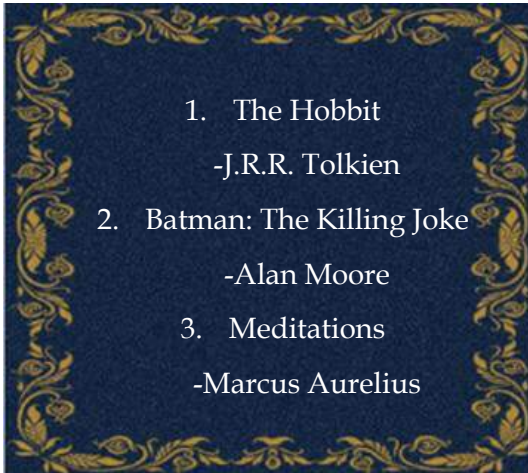 1. The Hobbit
-J.R.R. Tolkien
2. Batman: The Killing Joke
-Alan Moore
3. Meditations
-Marcus Aurelius